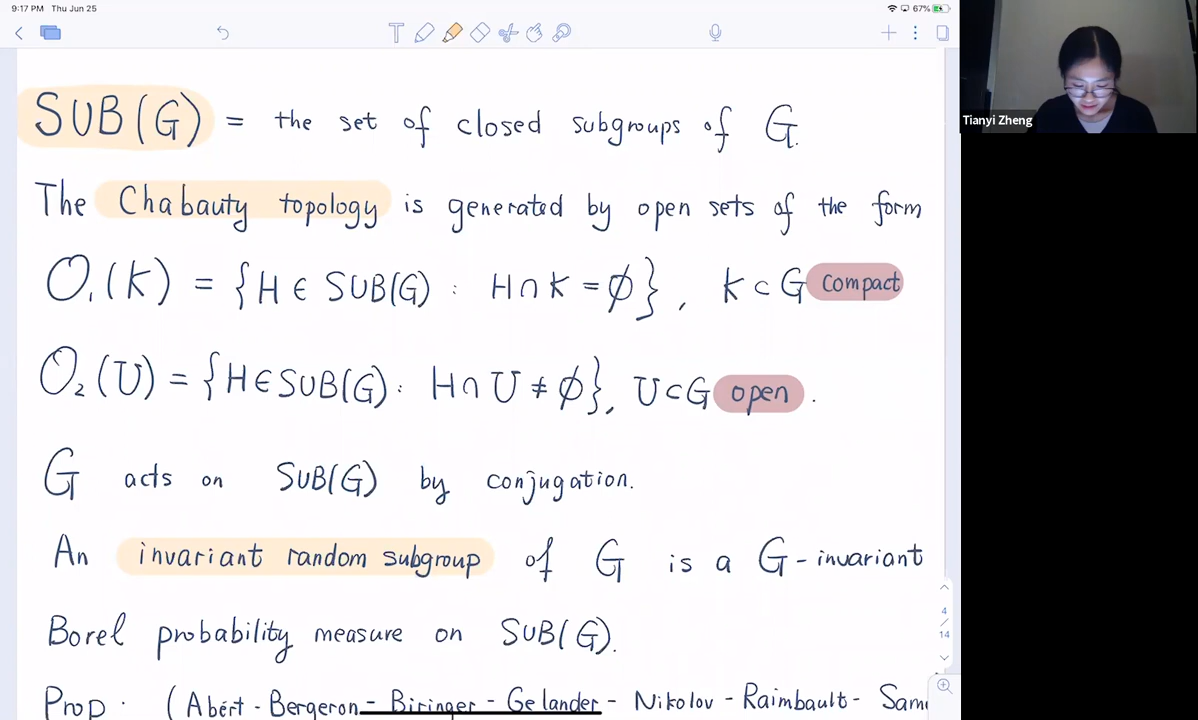 9:17 PM Thu Jun 25
67%
SUB(G) = the set of closed subgroups of G.
The Chabauty topology is generated by open sets of the form
O₁(K) = {H ∈ SUB(G) : H ∩ K = ∅}, K ⊂ G compact
O₂(U) = {H ∈ SUB(G) : H ∩ U ≠ ∅}, U ⊂ G open.
G acts on SUB(G) by conjugation.
An invariant random subgroup of G is a G-invariant
Borel probability measure on SUB(G).
Prop. (Abért - Bergeron - Biringer - Gelander - Nikolov - Raimbault - Sam
4 / 14
Tianyi Zheng